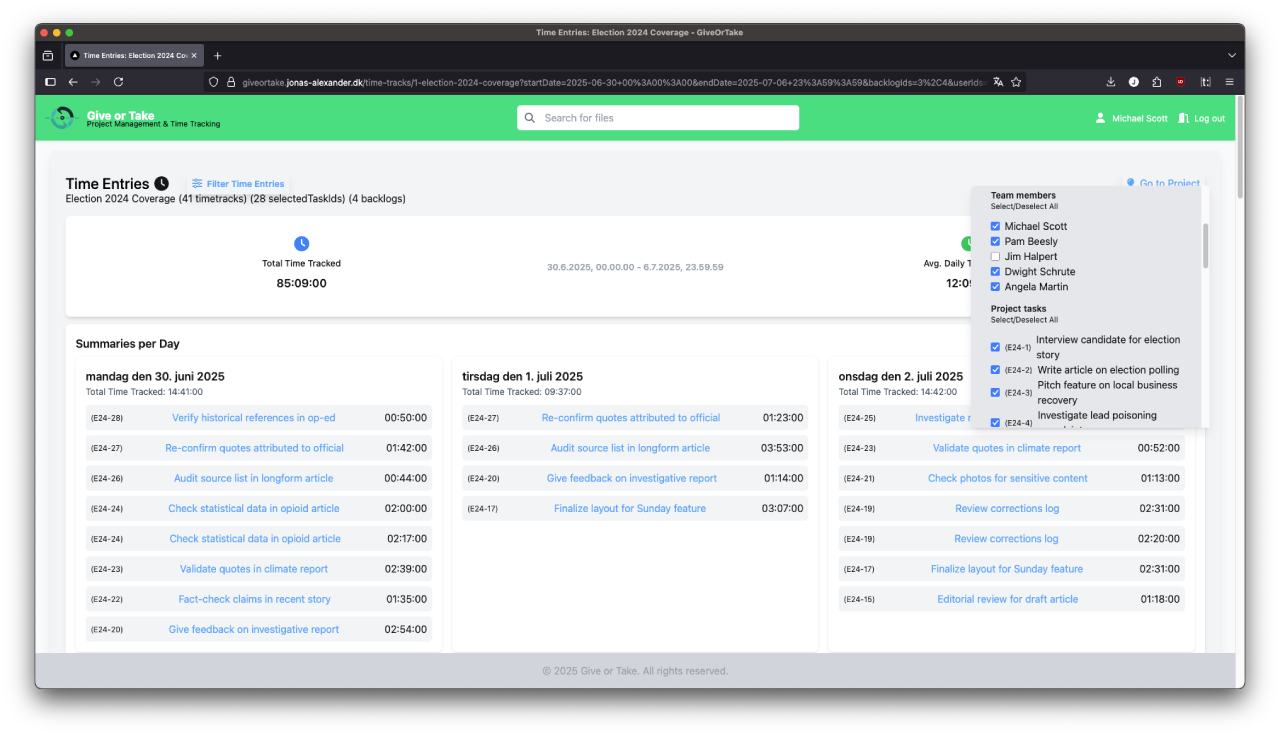 Time Entries: Election 2024 Coverage - GiveOrTake
Time Entries: Election 2024 Co
giveortake.jonas-alexander.dk/time-tracks/1-election-2024-coverage?startDate=2025-06-30+00%3A00%3A00&endDate=2025-07-06+23%3A59%3A59&backlogIds=3%2C4&userIds=
Give or Take
Project Management & Time Tracking
Search for files
Michael Scott
Log out
Time Entries
Filter Time Entries
Go to Project
Election 2024 Coverage (41 timetracks) (28 selectedTaskIds) (4 backlogs)
Total Time Tracked
85:09:00
30.6.2025, 00.00.00 - 6.7.2025, 23.59.59
Avg. Daily T
12:09
Team members
Select/Deselect All
Michael Scott
Pam Beesly
Jim Halpert
Dwight Schrute
Angela Martin
Project tasks
Select/Deselect All
(E24-1) Interview candidate for election
story
(E24-2) Write article on election polling
(E24-3) Pitch feature on local business
recovery
(E24-4) Investigate lead poisoning
Summaries per Day
mandag den 30. juni 2025
Total Time Tracked: 14:41:00
(E24-28) Verify historical references in op-ed 00:50:00
(E24-27) Re-confirm quotes attributed to official 01:42:00
(E24-26) Audit source list in longform article 00:44:00
(E24-24) Check statistical data in opioid article 02:00:00
(E24-24) Check statistical data in opioid article 02:17:00
(E24-23) Validate quotes in climate report 02:39:00
(E24-22) Fact-check claims in recent story 01:35:00
(E24-20) Give feedback on investigative report 02:54:00
tirsdag den 1. juli 2025
Total Time Tracked: 09:37:00
(E24-27) Re-confirm quotes attributed to official 01:23:00
(E24-26) Audit source list in longform article 03:53:00
(E24-20) Give feedback on investigative report 01:14:00
(E24-17) Finalize layout for Sunday feature 03:07:00
onsdag den 2. juli 2025
Total Time Tracked: 14:42:00
(E24-25) Investigate
(E24-23) Validate quotes in climate report 00:52:00
(E24-21) Check photos for sensitive content 01:13:00
(E24-19) Review corrections log 02:31:00
(E24-19) Review corrections log 02:20:00
(E24-17) Finalize layout for Sunday feature 02:31:00
(E24-15) Editorial review for draft article 01:18:00
© 2025 Give or Take. All rights reserved.